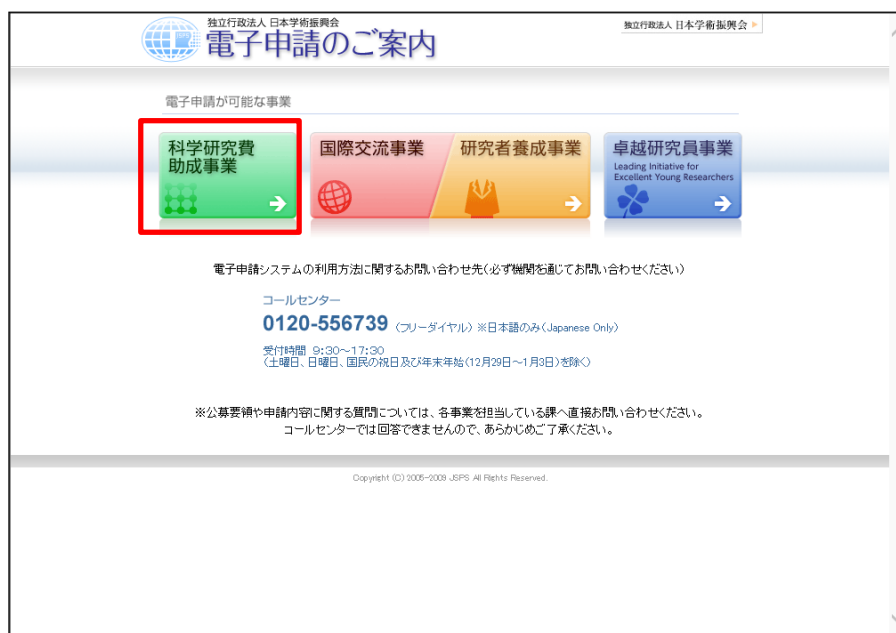 独立行政法人 日本学術振興会
電子申請のご案内
独立行政法人 日本学術振興会
電子申請が可能な事業
科学研究費
助成事業
国際交流事業
研究者養成事業
卓越研究員事業
Leading Initiative for
Excellent Young Researchers
電子申請システムの利用方法に関するお問い合わせ先(必ず機関を通じてお問い合わせください)
コールセンター
0120-556739 (フリーダイヤル) ※日本語のみ(Japanese Only)
受付時間 9:30～17:30
(土曜日、日曜日、国民の祝日及び年末年始(12月29日～1月3日)を除く)
※公募要領や申請内容に関する質問については、各事業を担当している課へ直接お問い合わせください。
コールセンターでは回答できませんので、あらかじめご了承ください。
Copyright (C) 2005-2009 JSPS All Rights Reserved.